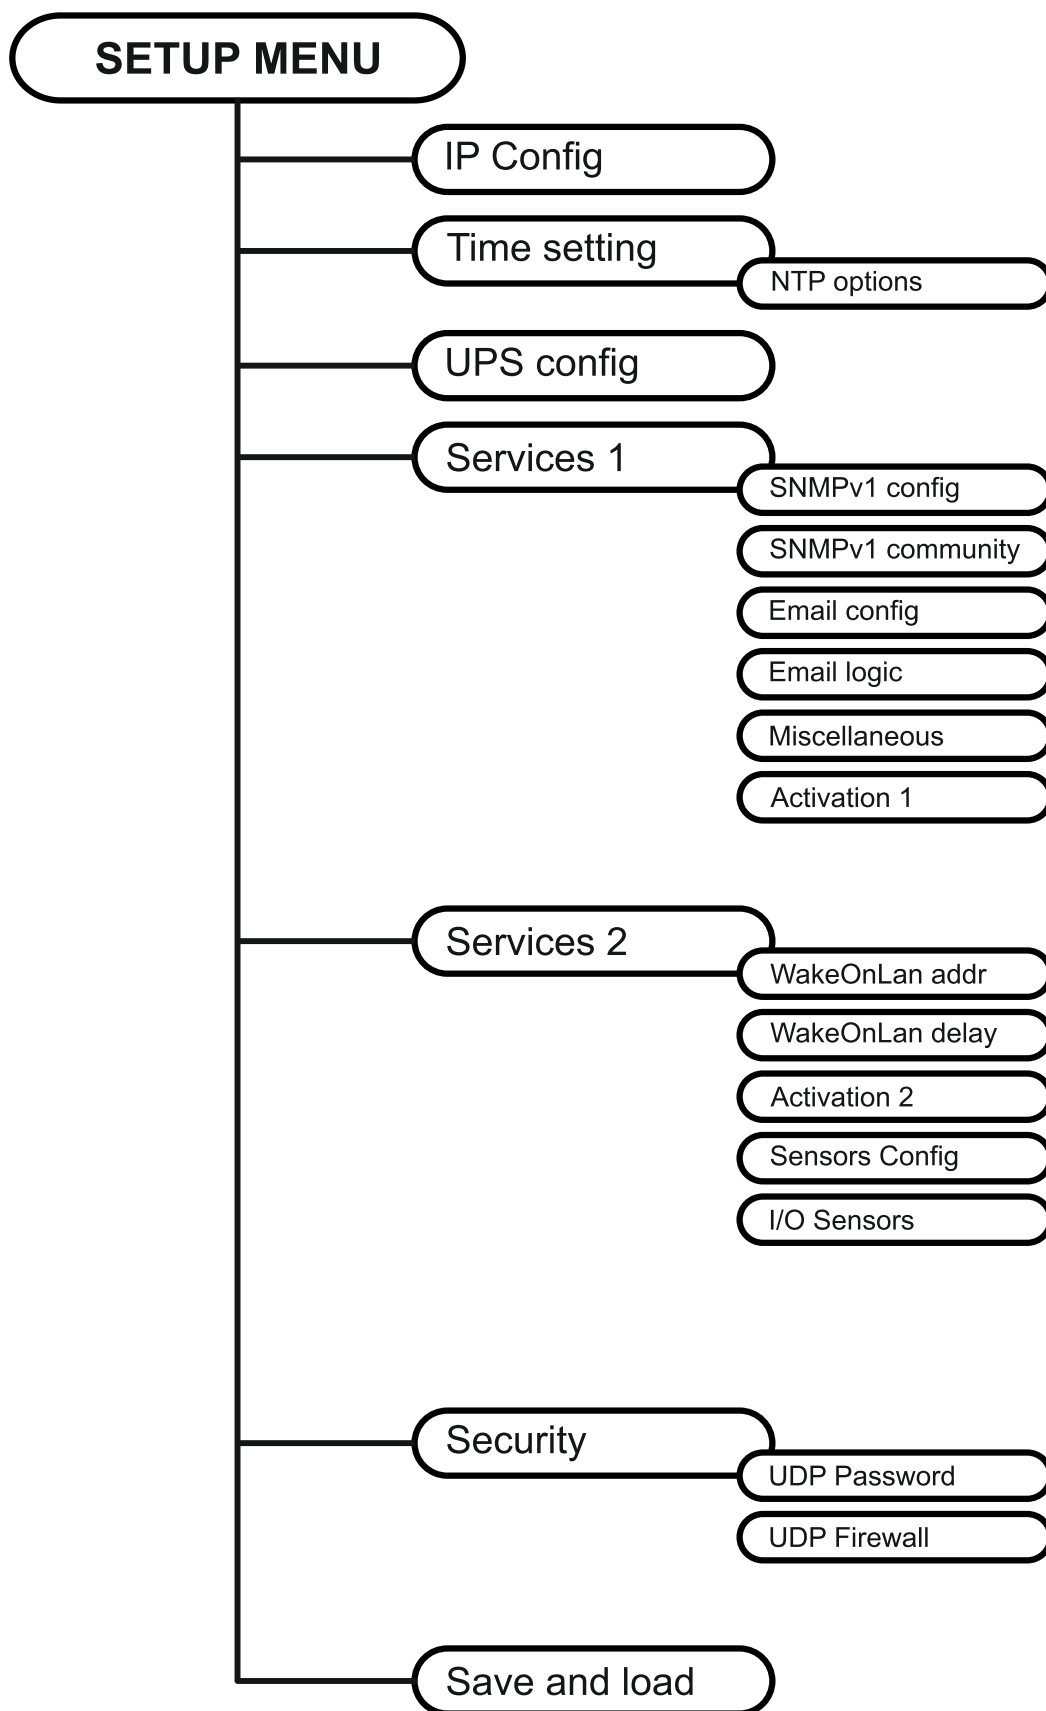 SETUP MENU
IP Config
Time setting
NTP options
UPS config
Services 1
SNMPv1 config
SNMPv1 community
Email config
Email logic
Miscellaneous
Activation 1
Services 2
WakeOnLan addr
WakeOnLan delay
Activation 2
Sensors Config
I/O Sensors
Security
UDP Password
UDP Firewall
Save and load